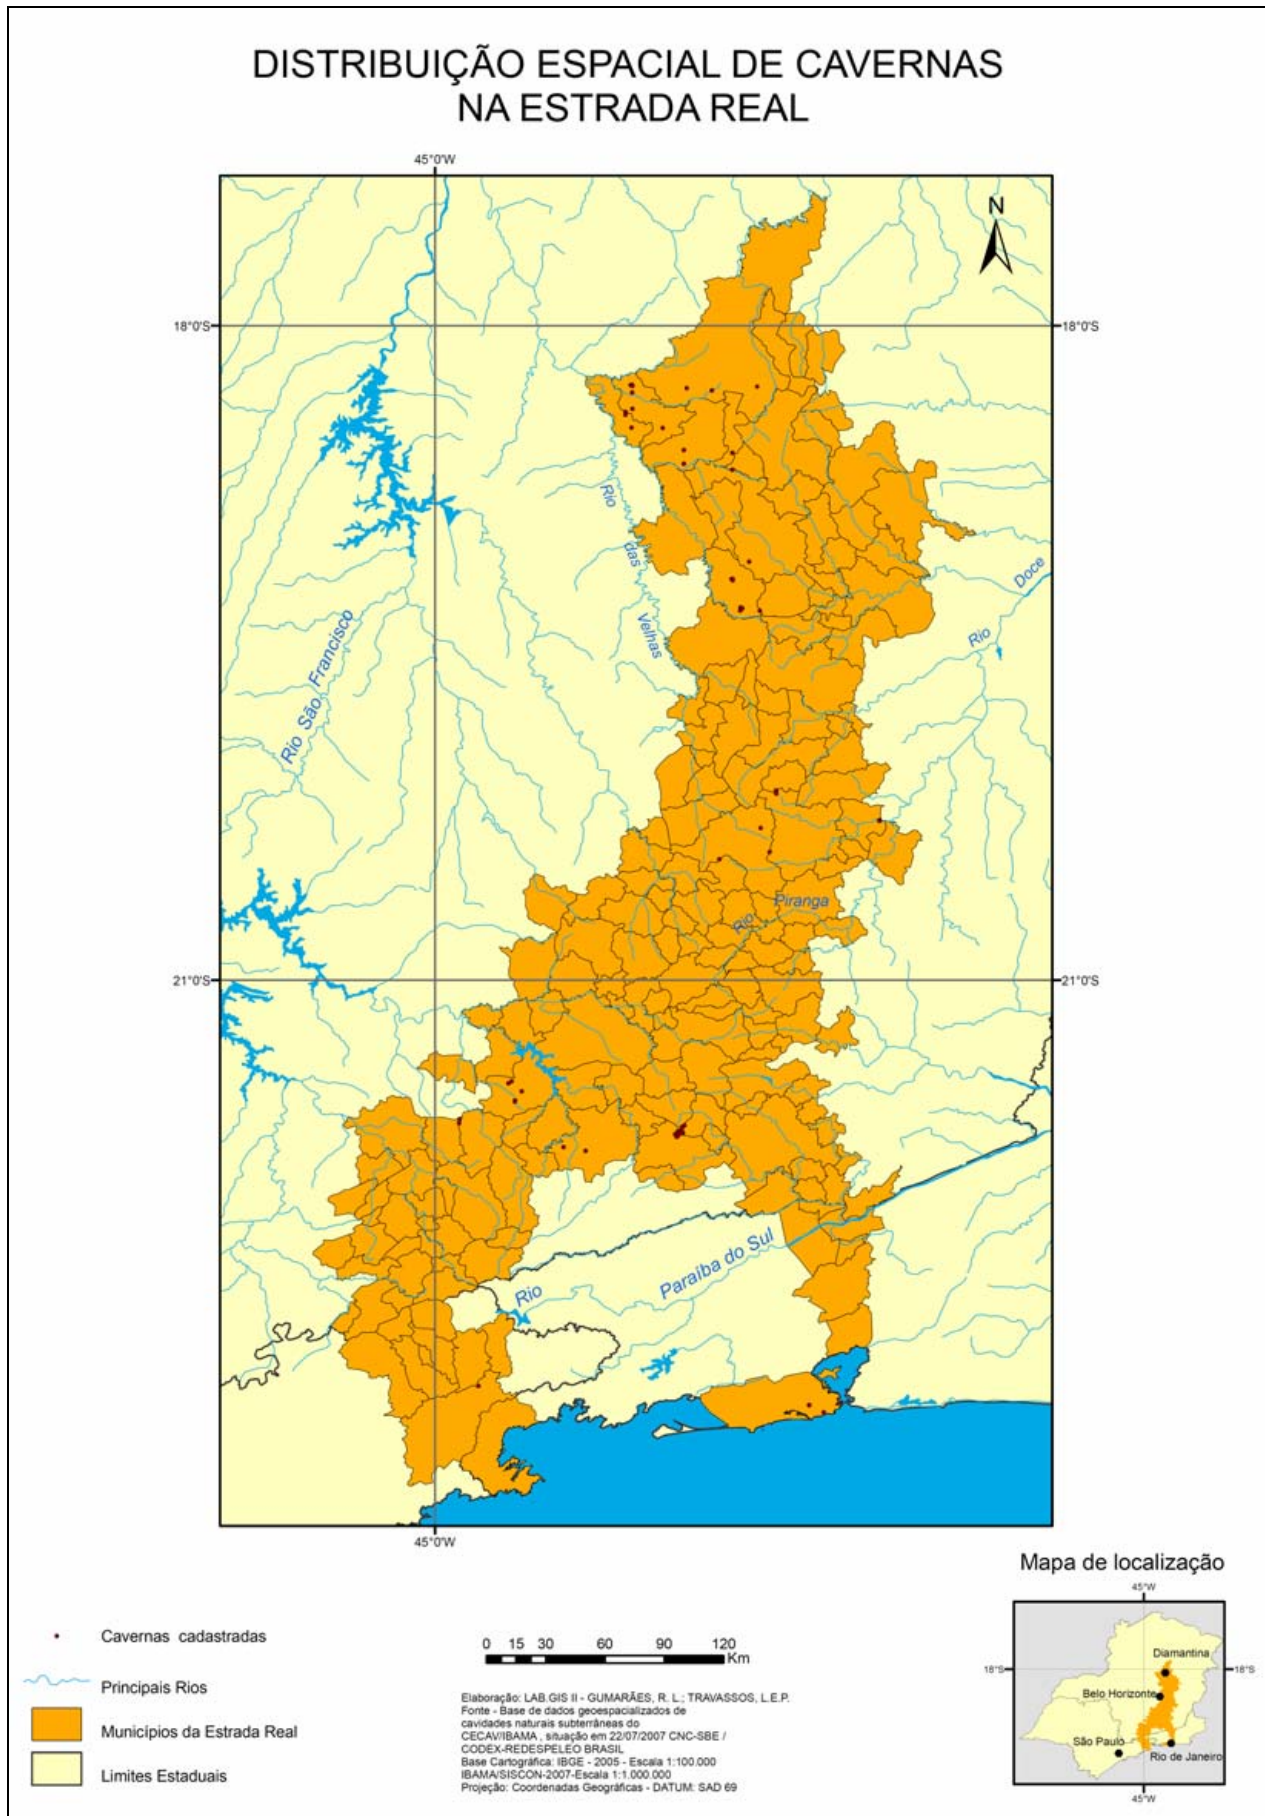 DISTRIBUIÇÃO ESPACIAL DE CAVERNAS
NA ESTRADA REAL
45°0'W
N
18°0'S
18°0'S
Rio
das
Velhas
Doce
Rio
Rio São Francisco
Rio
Piranga
21°0'S
21°0'S
Rio
Paraíba do Sul
45°0'W
Mapa de localização
45°W
Diamantina
18°S
18°S
Belo Horizonte
São Paulo
Rio de Janeiro
45°W
Cavernas cadastradas
Principais Rios
Municípios da Estrada Real
Limites Estaduais
0 15 30 60 90 120
Km
Elaboração: LAB.GIS II - GUMARÃES, R. L.; TRAVASSOS, L.E.P.
Fonte - Base de dados geoespacializados de
cavidades naturais subterrâneas do
CECAV/IBAMA , situação em 22/07/2007 CNC-SBE /
CODEX-REDESPELEO BRASIL
Base Cartográfica: IBGE - 2005 - Escala 1:100.000
IBAMA/SISCON-2007-Escala 1:1.000.000
Projeção: Coordenadas Geográficas - DATUM: SAD 69